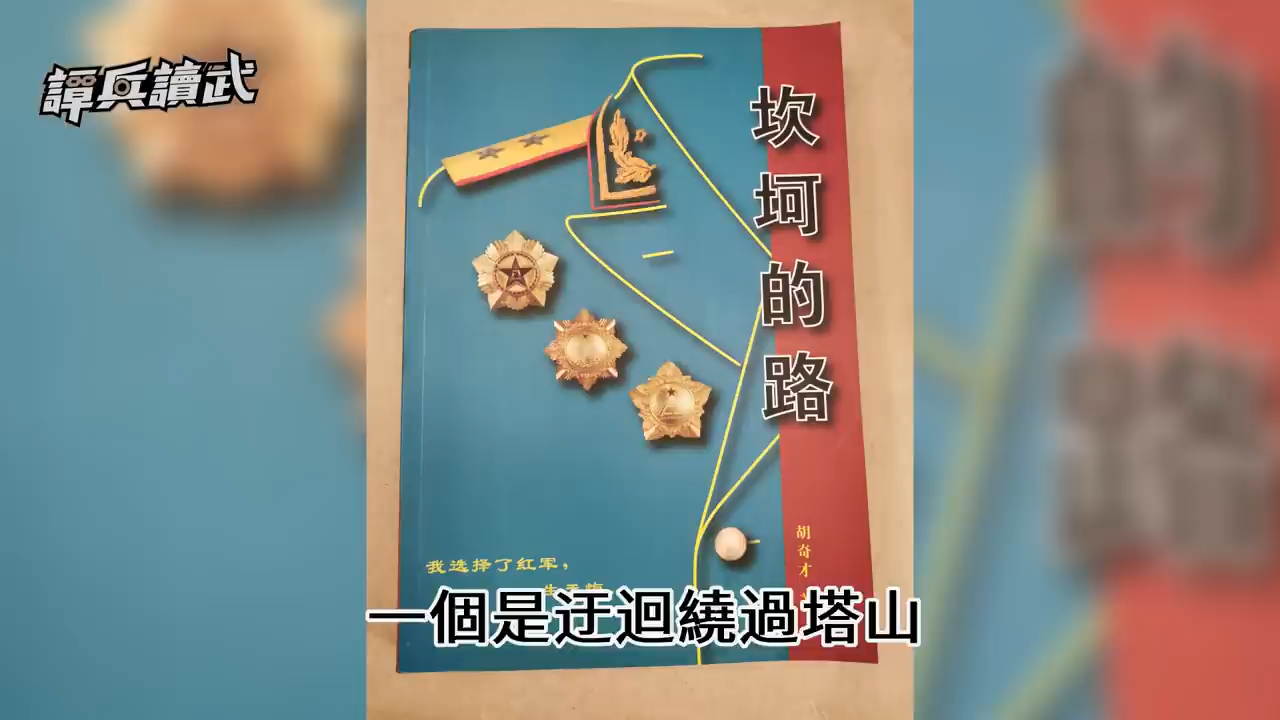 譚兵讀武
坎坷的路
胡奇才
我选择了红军，
一個是迂迴繞過塔山